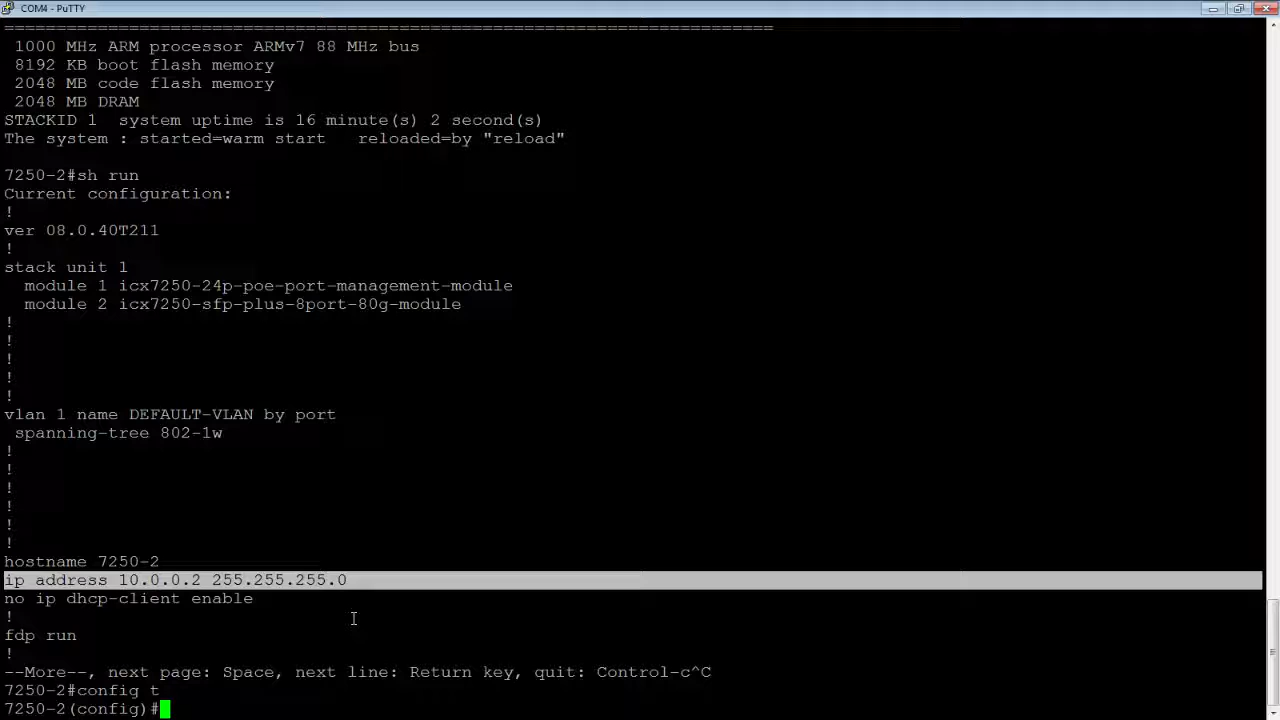 COM4 - PuTTY
=========================================================================
1000 MHz ARM processor ARMv7 88 MHz bus
8192 KB boot flash memory
2048 MB code flash memory
2048 MB DRAM
STACKID 1  system uptime is 16 minute(s) 2 second(s)
The system : started=warm start   reloaded=by "reload"
7250-2#sh run
Current configuration:
!
ver 08.0.40T211
!
stack unit 1
module 1 icx7250-24p-poe-port-management-module
module 2 icx7250-sfp-plus-8port-80g-module
!
!
!
!
!
vlan 1 name DEFAULT-VLAN by port
spanning-tree 802-1w
!
!
!
!
!
!
hostname 7250-2
ip address 10.0.0.2 255.255.255.0
no ip dhcp-client enable
!
fdp run
!
--More--, next page: Space, next line: Return key, quit: Control-c^C
7250-2#config t
7250-2(config)#